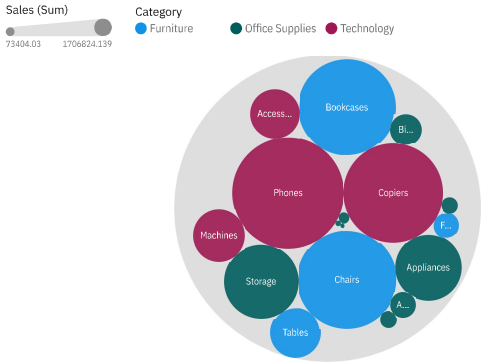 Sales (Sum)
73404.03 1706824.139
Category
Furniture Office Supplies Technology
Bookcases
Access...
Bi...
Phones
Copiers
F...
Machines
Appliances
Storage
Chairs
A...
Tables